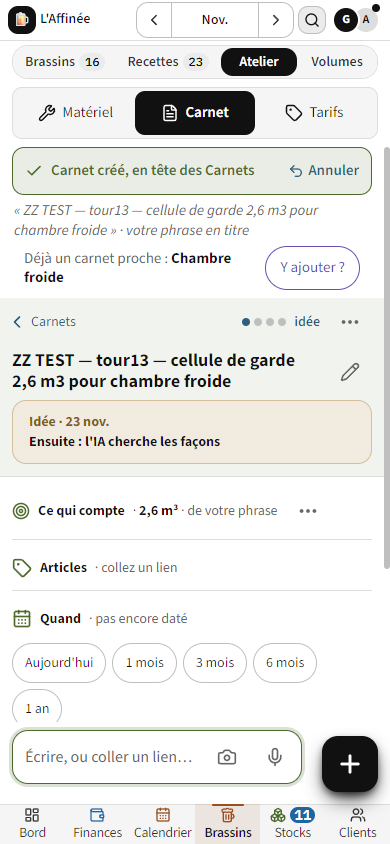 L'Affinée
Nov.
G
A
Brassins 16
Recettes 23
Atelier
Volumes
Matériel
Carnet
Tarifs
Carnet créé, en tête des Carnets
Annuler
« ZZ TEST — tour13 — cellule de garde 2,6 m3 pour
chambre froide » · votre phrase en titre
Déjà un carnet proche : Chambre
froide
Y ajouter ?
Carnets
idée
ZZ TEST — tour13 — cellule de garde
2,6 m3 pour chambre froide
Idée · 23 nov.
Ensuite : l'IA cherche les façons
Ce qui compte · 2,6 m³ · de votre phrase
Articles · collez un lien
Quand · pas encore daté
Aujourd'hui
1 mois
3 mois
6 mois
1 an
Écrire, ou coller un lien…
Bord
Finances
Calendrier
Brassins
11
Stocks
Clients